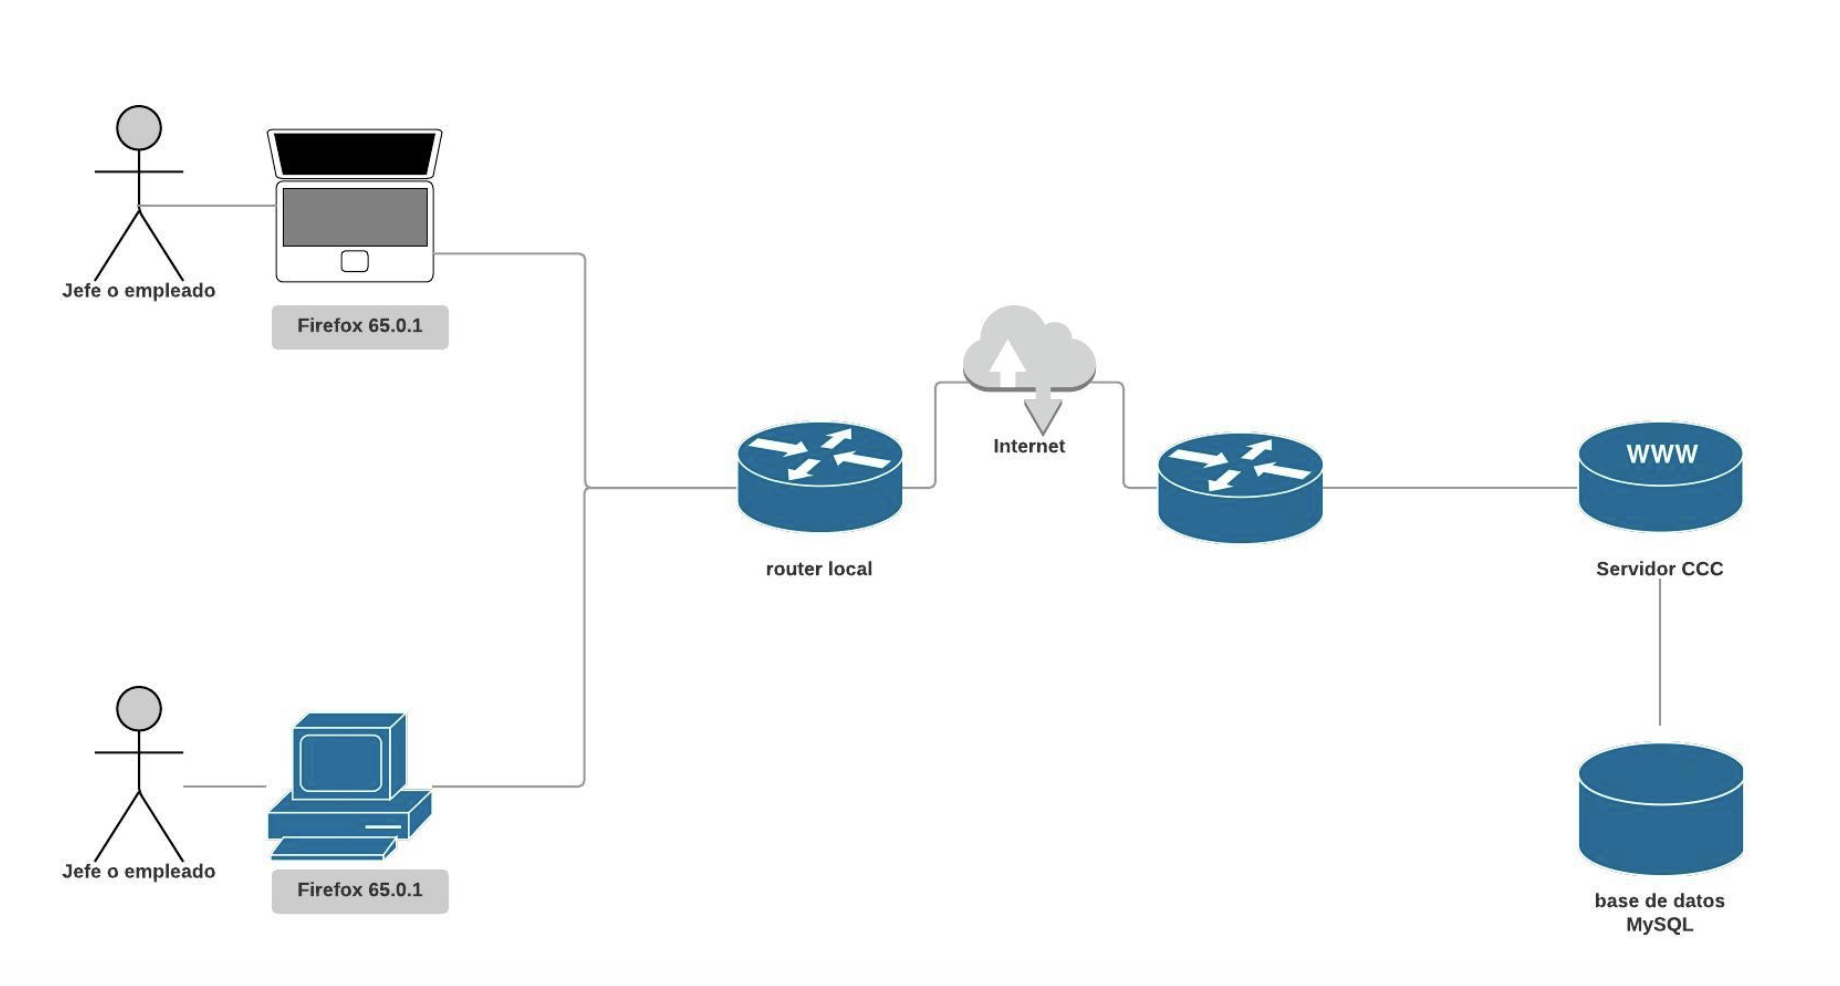 Jefe o empleado
Firefox 65.0.1
Internet
WWW
router local
Servidor CCC
Jefe o empleado
Firefox 65.0.1
base de datos
MySQL